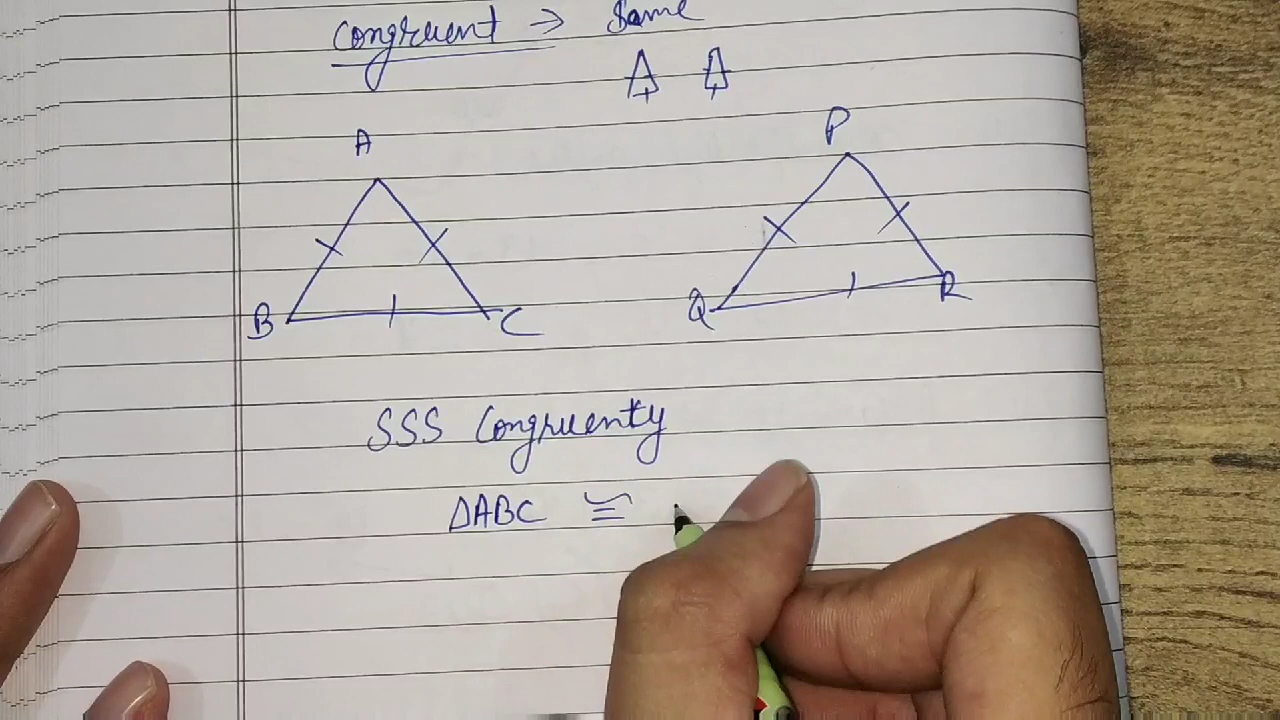 Congruent → Same
A
P
B
C
Q
R
SSS Congruenty
ΔABC ≅